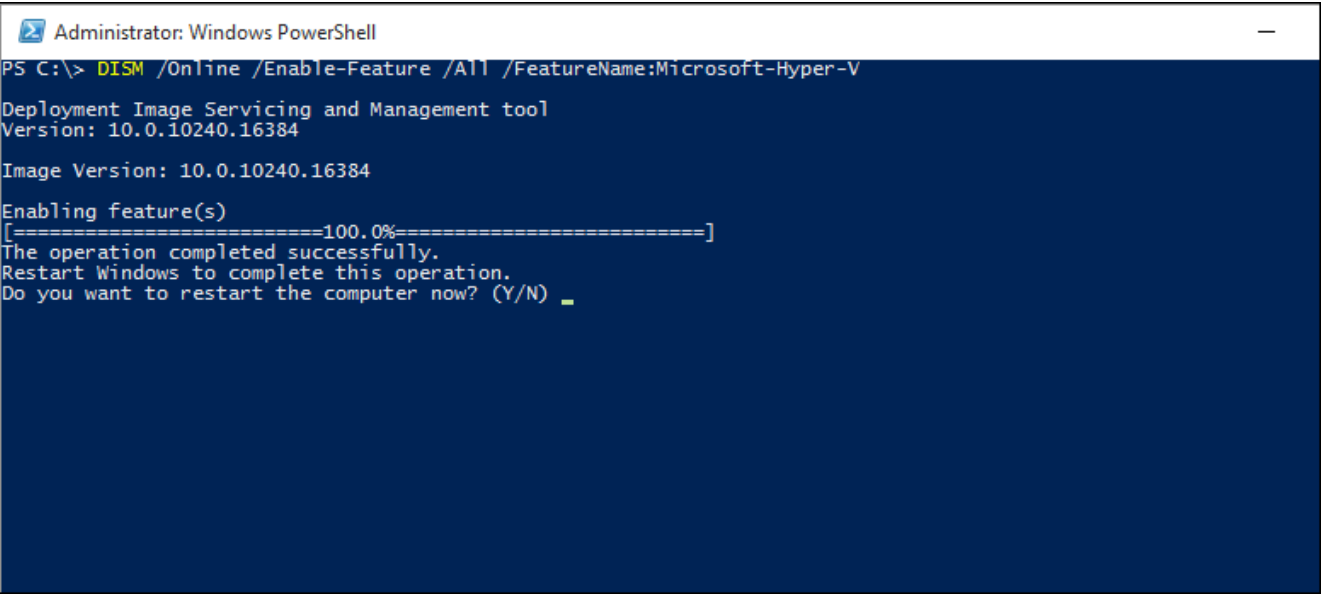 Administrator: Windows PowerShell
PS C:\> DISM /Online /Enable-Feature /All /FeatureName:Microsoft-Hyper-V
Deployment Image Servicing and Management tool
Version: 10.0.10240.16384
Image Version: 10.0.10240.16384
Enabling feature(s)
[==========================100.0%==========================]
The operation completed successfully.
Restart Windows to complete this operation.
Do you want to restart the computer now? (Y/N)